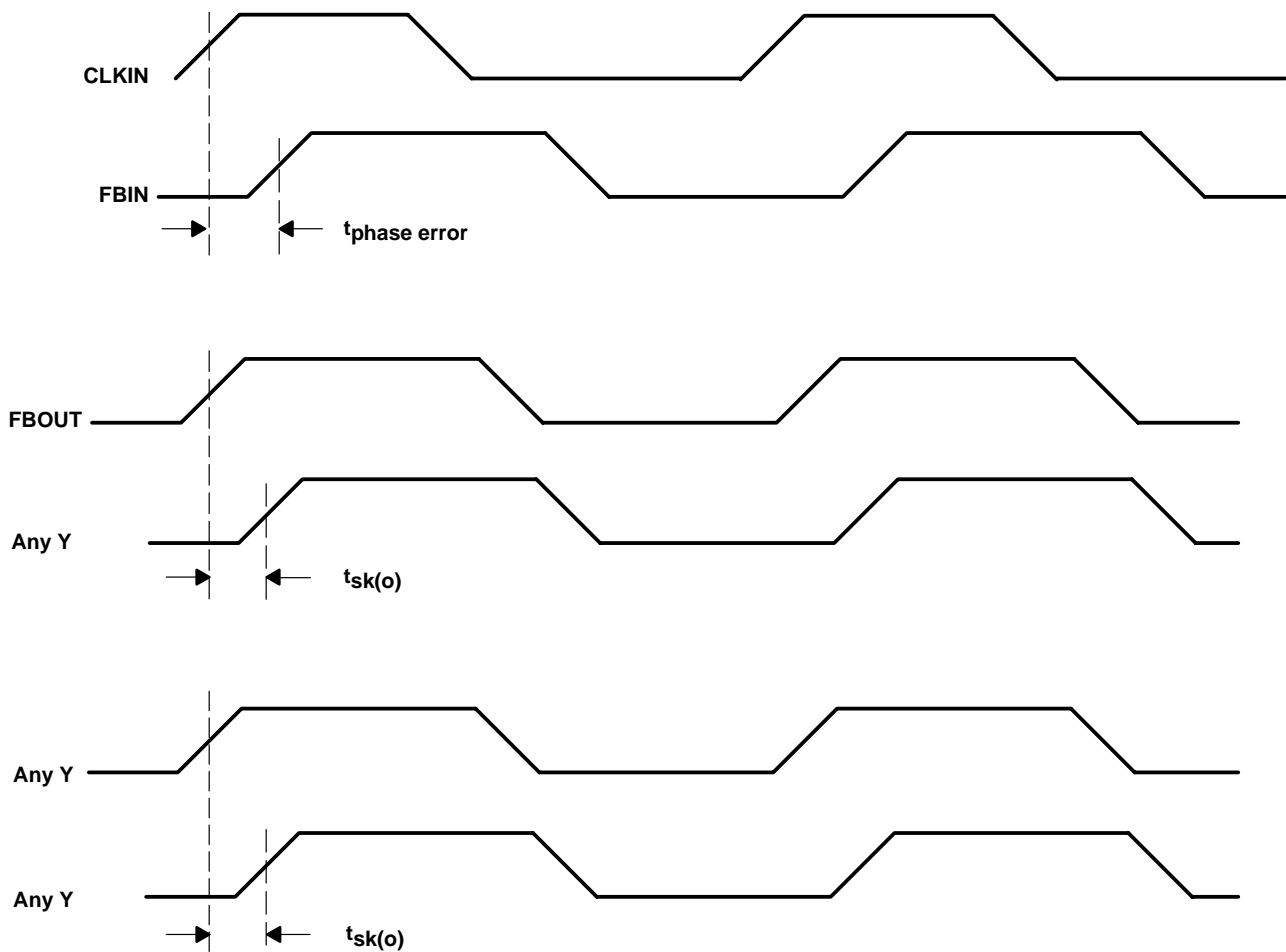 CLKIN
FBIN
tphase error
FBOUT
Any Y
tsk(o)
Any Y
Any Y
tsk(o)